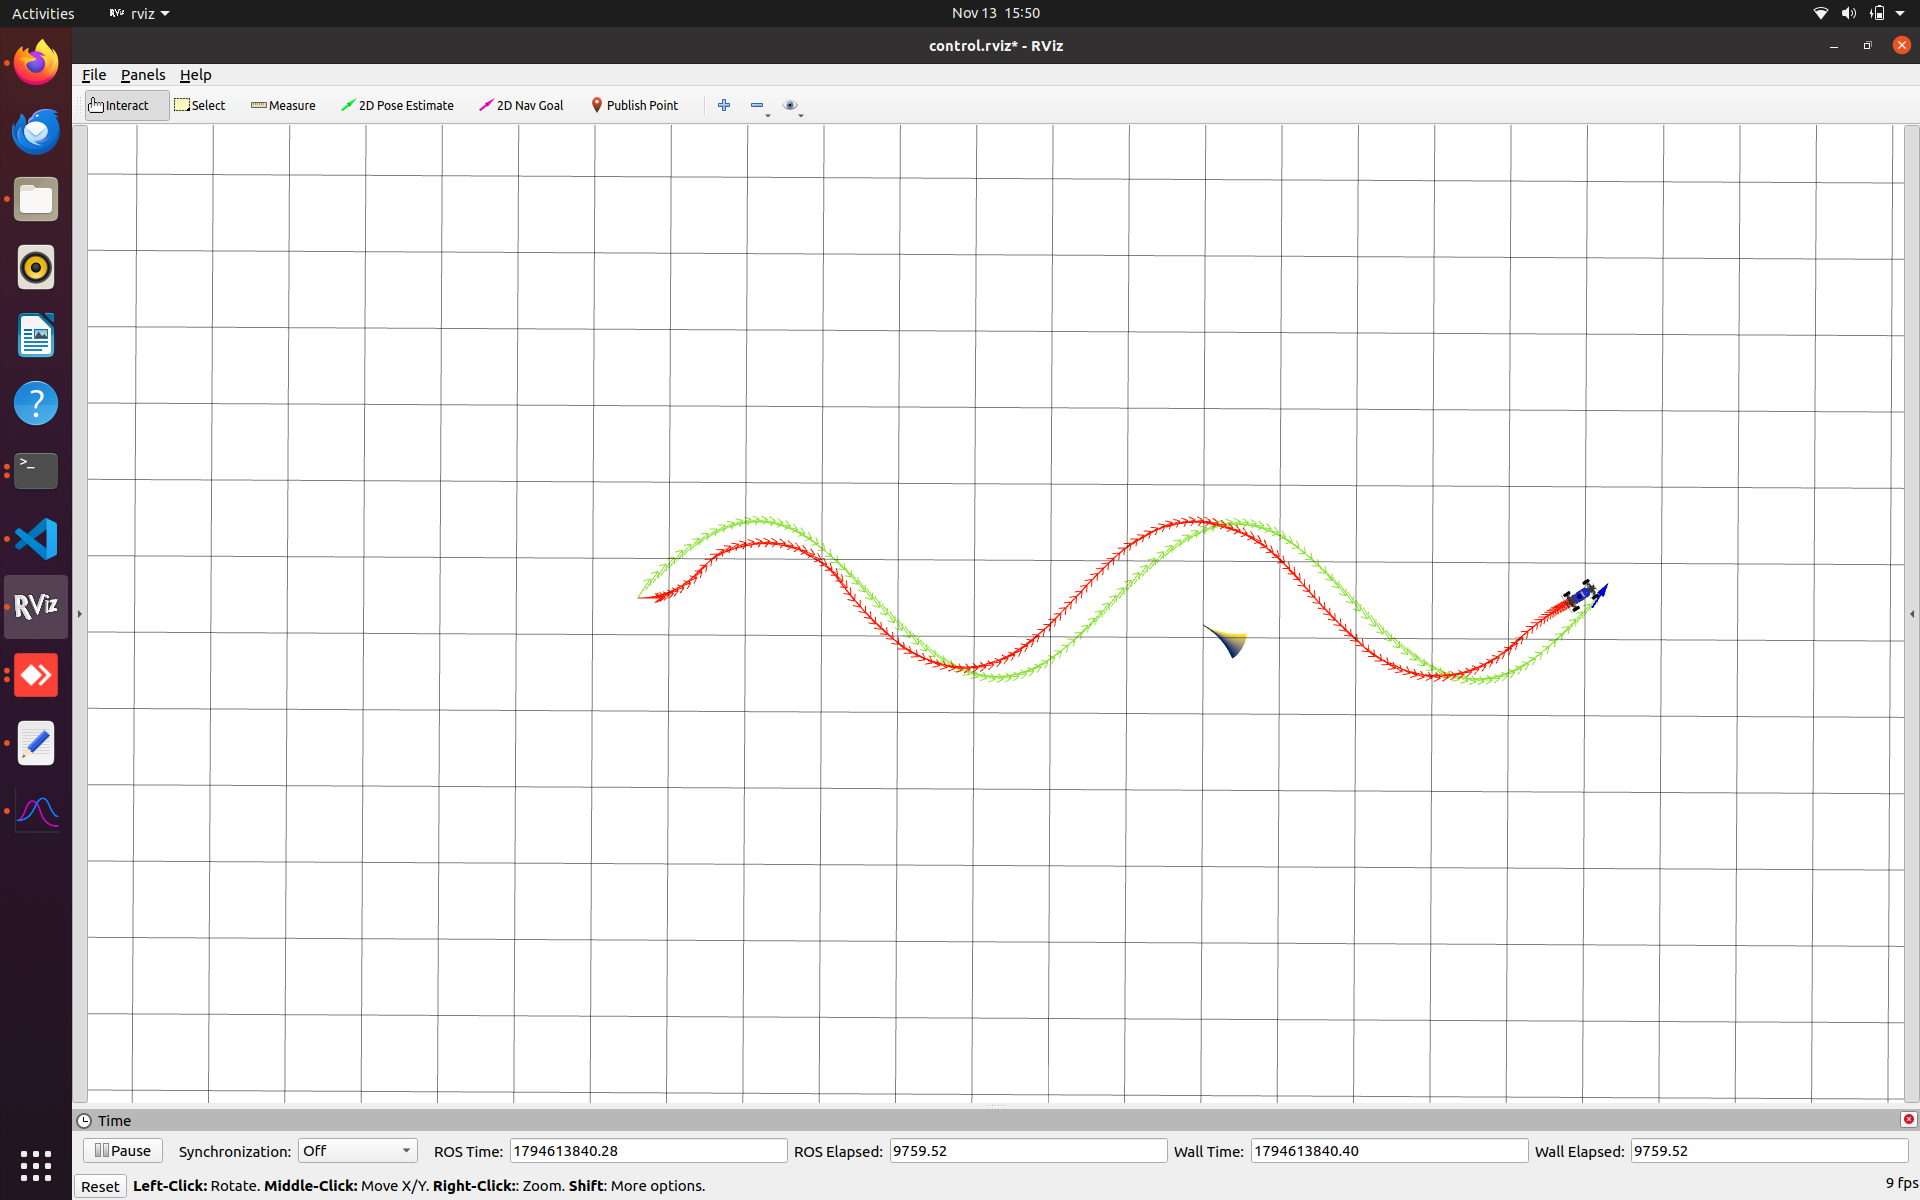 Activities RViz rviz Nov 13 15:50
control.rviz* - RViz
File Panels Help
Interact Select Measure 2D Pose Estimate 2D Nav Goal Publish Point
>_
?
RViz
Time
Pause Synchronization: Off ROS Time: 1794613840.28 ROS Elapsed: 9759.52 Wall Time: 1794613840.40 Wall Elapsed: 9759.52
Reset Left-Click: Rotate. Middle-Click: Move X/Y. Right-Click:: Zoom. Shift: More options. 9 fps